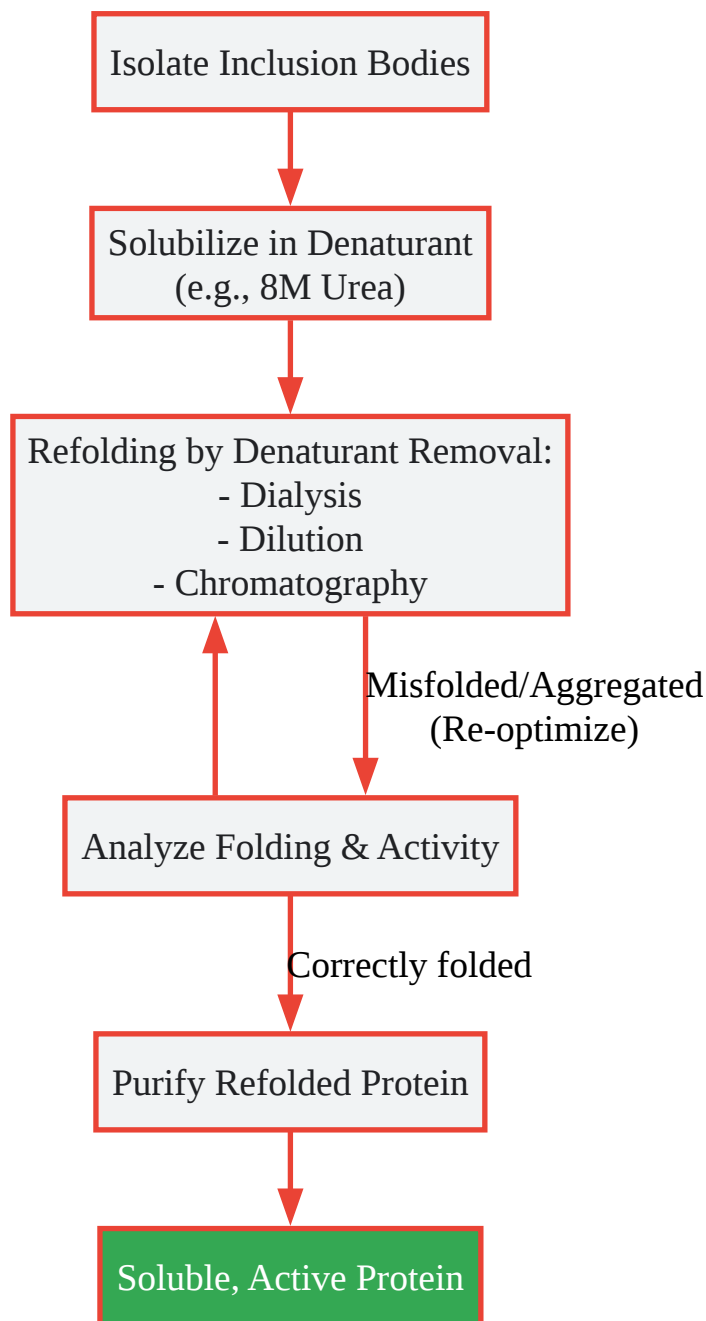 Isolate Inclusion Bodies
Solubilize in Denaturant
(e.g., 8M Urea)
Refolding by Denaturant Removal:
- Dialysis
- Dilution
- Chromatography
Misfolded/Aggregated
(Re-optimize)
Analyze Folding & Activity
Correctly folded
Purify Refolded Protein
Soluble, Active Protein